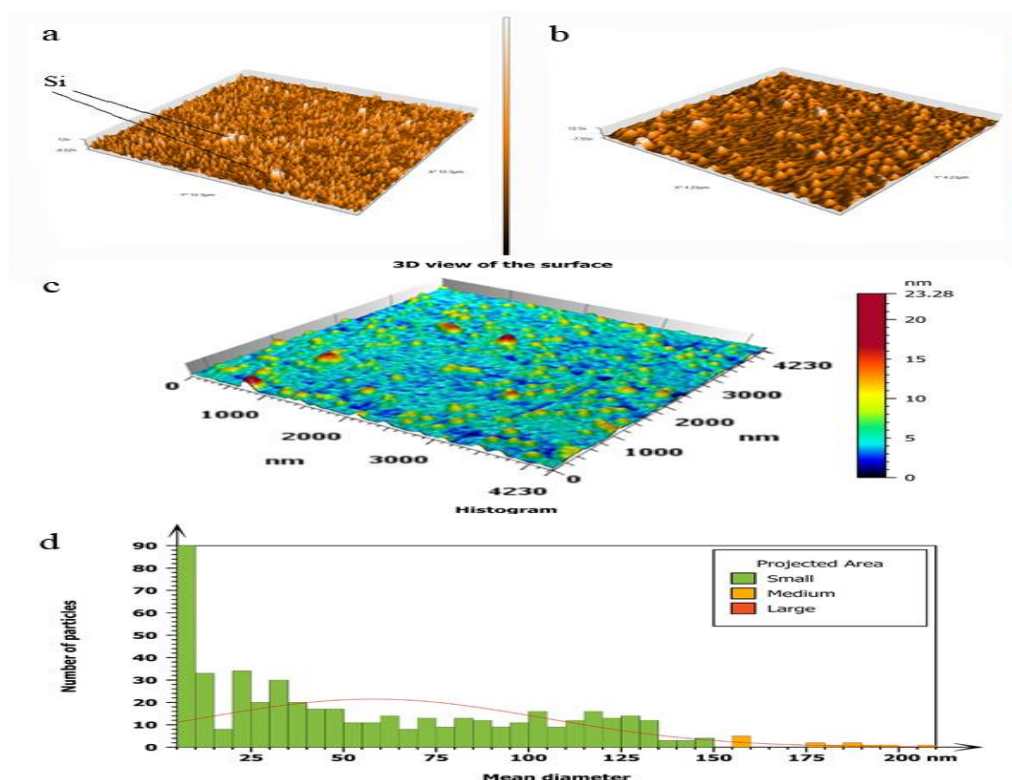 a
b
Si
3D view of the surface
c
nm
23.28
20
15
10
5
0
0
1000
2000
nm
3000
4230
0
1000
nm
2000
3000
4230
Histogram
d
90
80
70
60
50
40
30
20
10
0
Number of particles
Projected Area
Small
Medium
Large
25 50 75 100 125 150 175 200 nm
Mean diameter